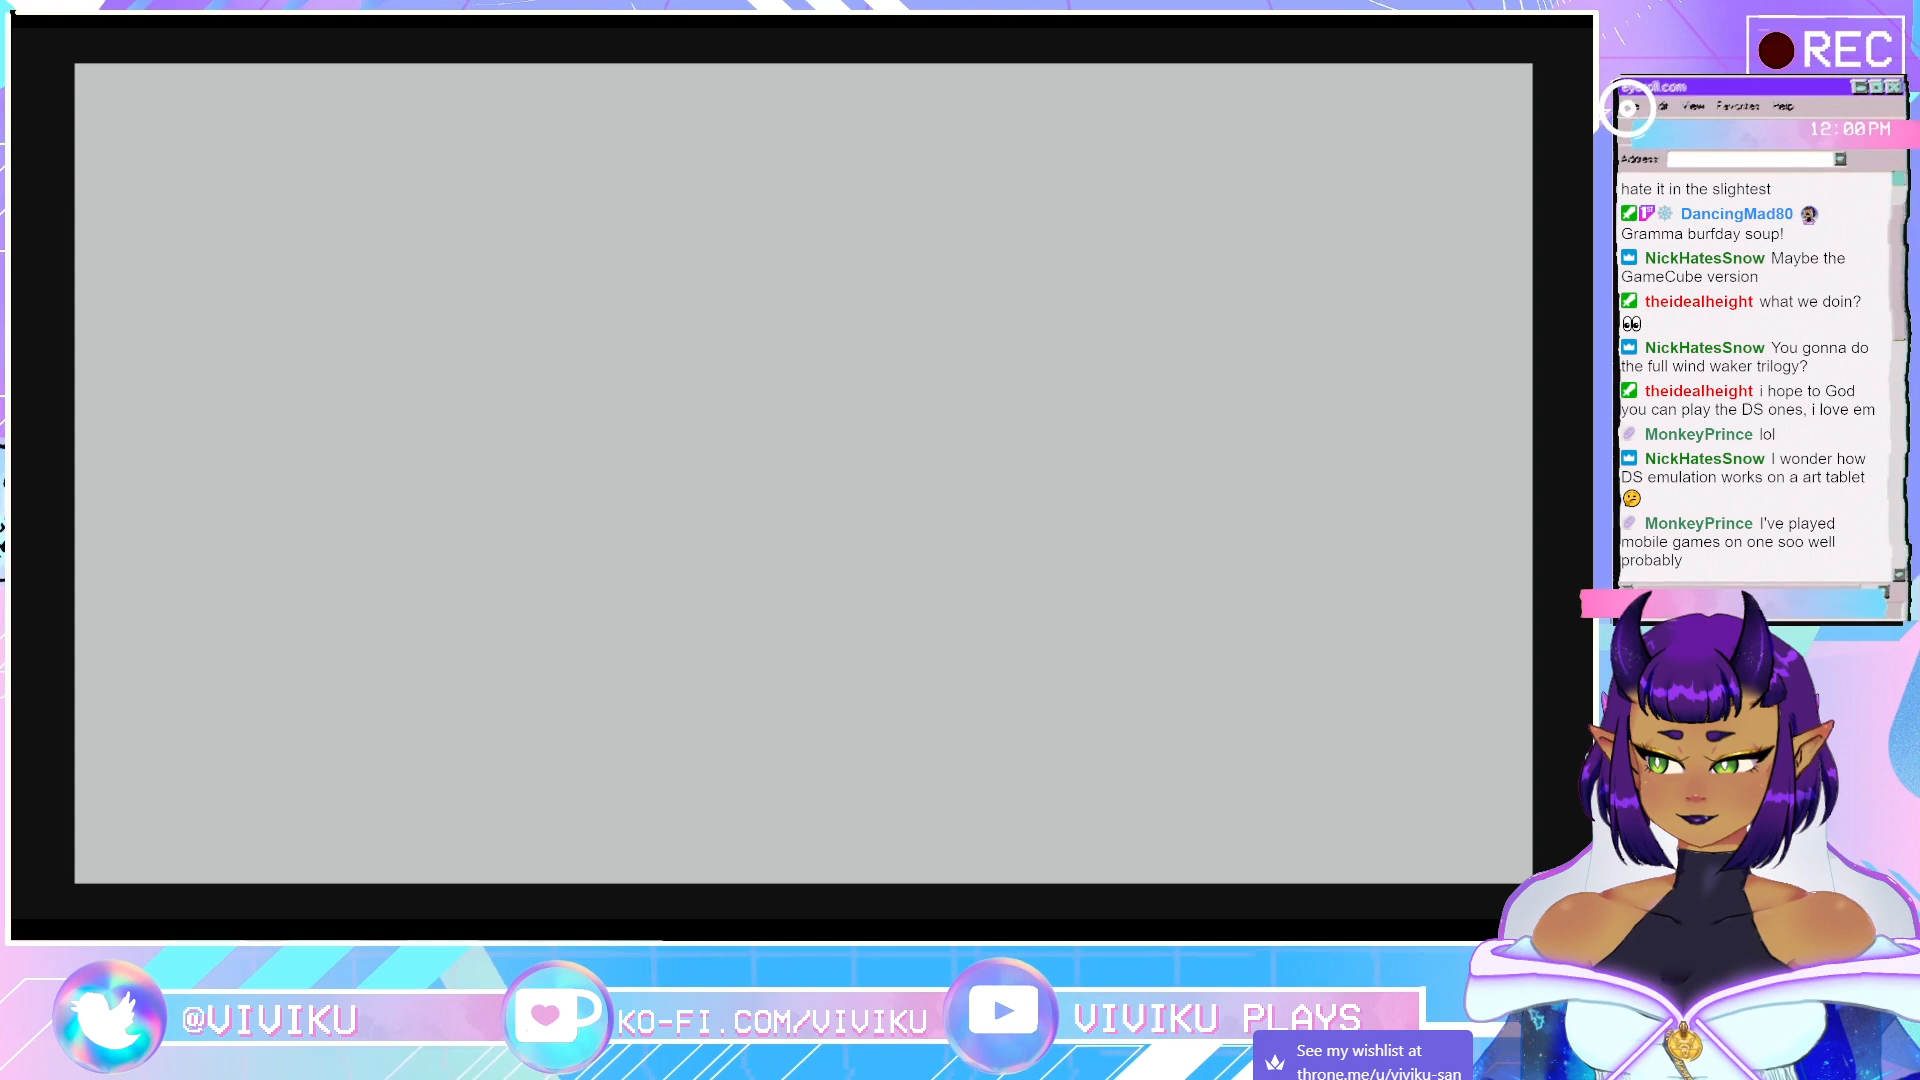 REC
View Favorites Help
12:00PM
Address
hate it in the slightest
DancingMad80
Gramma burfday soup!
NickHatesSnow Maybe the
GameCube version
theidealheight what we doin?
NickHatesSnow You gonna do
the full wind waker trilogy?
theidealheight i hope to God
you can play the DS ones, i love em
MonkeyPrince lol
NickHatesSnow I wonder how
DS emulation works on a art tablet
MonkeyPrince I've played
mobile games on one soo well
probably
@VIVIKU
KO-FI.COM/VIVIKU
VIVIKU PLAYS
See my wishlist at
throne.me/u/viviku-san